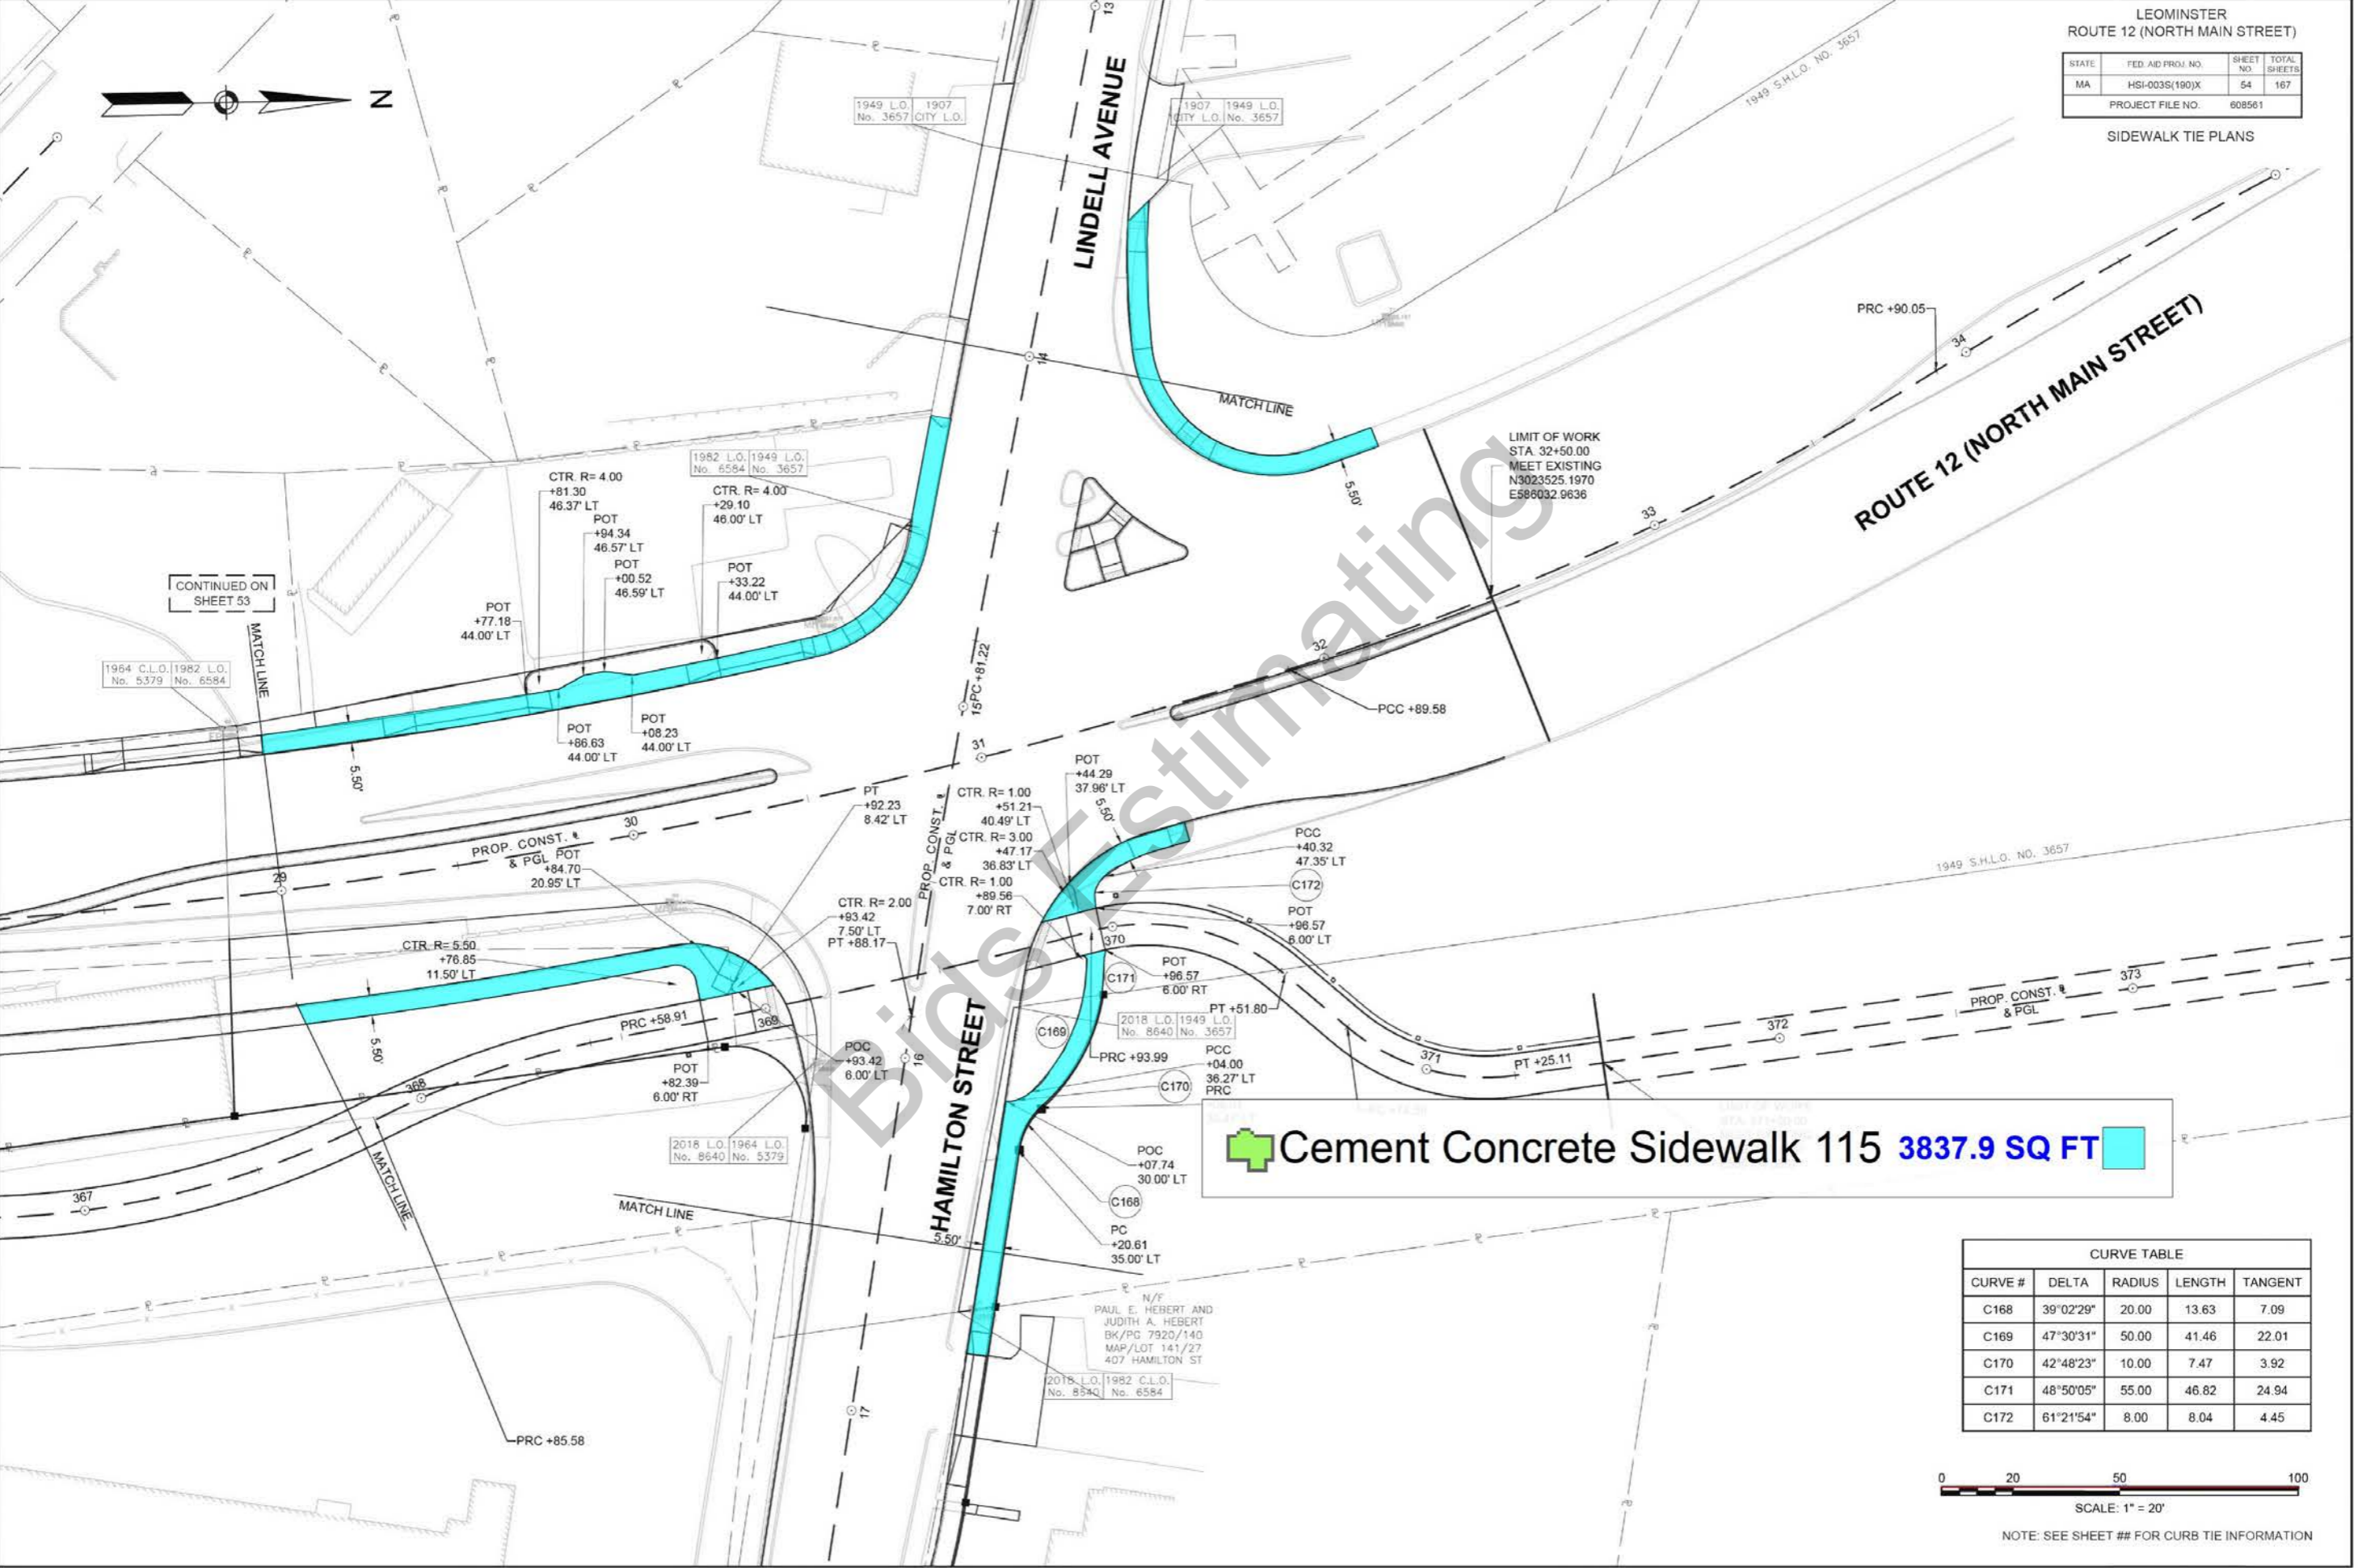 LEOMINSTER
ROUTE 12 (NORTH MAIN STREET)
STATE FED. AID PROJ. NO. SHEET NO. TOTAL SHEETS
MA HSI-003S(190)X 54 167
PROJECT FILE NO. 608561
SIDEWALK TIE PLANS
N
13
LINDELL AVENUE
1949 L.O. No. 3657 1907 CITY L.O.
1907 CITY L.O. 1949 L.O. No. 3657
1949 S.H.L.O. NO. 3657
14
MATCH LINE
PRC +90.05
34
ROUTE 12 (NORTH MAIN STREET)
33
LIMIT OF WORK
STA. 32+50.00
MEET EXISTING
N3023525.1970
E586032.9636
5.50'
1982 L.O. No. 6584 1949 L.O. No. 3657
CTR. R= 4.00
+81.30
46.37' LT
POT
+94.34
46.57' LT
POT
+00.52
46.59' LT
CTR. R= 4.00
+29.10
46.00' LT
POT
+33.22
44.00' LT
POT
+77.18
44.00' LT
CONTINUED ON
SHEET 53
MATCH LINE
1964 C.L.O. No. 5379 1982 L.O. No. 6584
POT
+86.63
44.00' LT
POT
+08.23
44.00' LT
5.50'
15
PC +81.22
32
PCC +89.58
31
30
29
PROP. CONST. ℄
& PGL
POT
+84.70
20.95' LT
PT
+92.23
8.42' LT
PROP. CONST. ℄
& PGL
CTR. R= 1.00
+51.21
40.49' LT
CTR. R= 3.00
+47.17
36.83' LT
CTR. R= 1.00
+89.56
7.00' RT
POT
+44.29
37.96' LT
5.50'
PCC
+40.32
47.35' LT
C172
POT
+96.57
6.00' LT
1949 S.H.L.O. NO. 3657
CTR. R= 2.00
+93.42
7.50' LT
PT +88.17
CTR. R= 5.50
+76.85
11.50' LT
5.50'
PRC +58.91
369
368
367
370
C171
POT
+96.57
6.00' RT
PT +51.80
2018 L.O. No. 8640 1949 L.O. No. 3657
C169
PRC +93.99
PCC
+04.00
36.27' LT
PRC
C170
371
PT +25.11
372
373
PROP. CONST. ℄
& PGL
POC
+93.42
6.00' LT
POT
+82.39
6.00' RT
16
HAMILTON STREET
2018 L.O. No. 8640 1964 L.O. No. 5379
MATCH LINE
MATCH LINE
PRC +85.58
Cement Concrete Sidewalk 115 3837.9 SQ FT
POC
+07.74
30.00' LT
C168
PC
+20.61
35.00' LT
5.50'
N/F
PAUL E. HEBERT AND
JUDITH A. HEBERT
BK/PG 7920/140
MAP/LOT 141/27
407 HAMILTON ST
2018 L.O. No. 8640 1982 C.L.O. No. 6584
17
Bids Estimating
CURVE TABLE
CURVE # DELTA RADIUS LENGTH TANGENT
C168 39°02'29" 20.00 13.63 7.09
C169 47°30'31" 50.00 41.46 22.01
C170 42°48'23" 10.00 7.47 3.92
C171 48°50'05" 55.00 46.82 24.94
C172 61°21'54" 8.00 8.04 4.45
0 20 50 100
SCALE: 1" = 20'
NOTE: SEE SHEET ## FOR CURB TIE INFORMATION